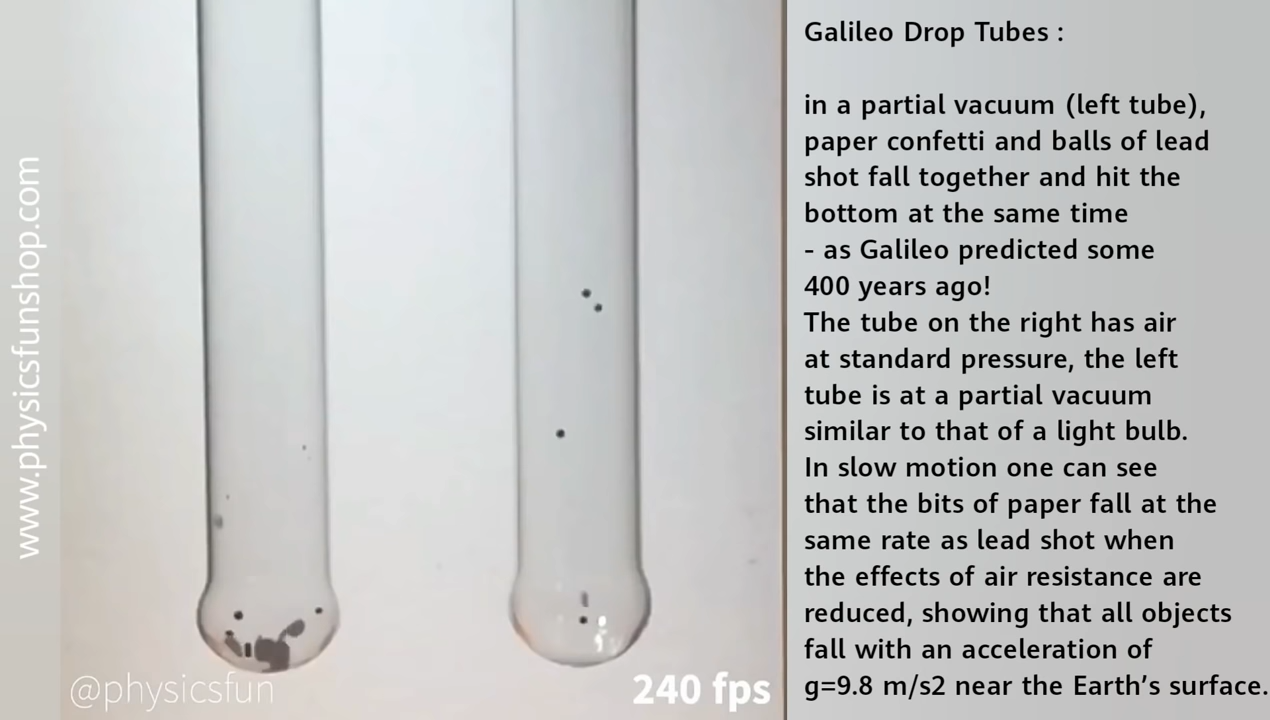 www.physicsfunshop.com
@physicsfun
240 fps
Galileo Drop Tubes :
in a partial vacuum (left tube),
paper confetti and balls of lead
shot fall together and hit the
bottom at the same time
- as Galileo predicted some
400 years ago!
The tube on the right has air
at standard pressure, the left
tube is at a partial vacuum
similar to that of a light bulb.
In slow motion one can see
that the bits of paper fall at the
same rate as lead shot when
the effects of air resistance are
reduced, showing that all objects
fall with an acceleration of
g=9.8 m/s2 near the Earth’s surface.